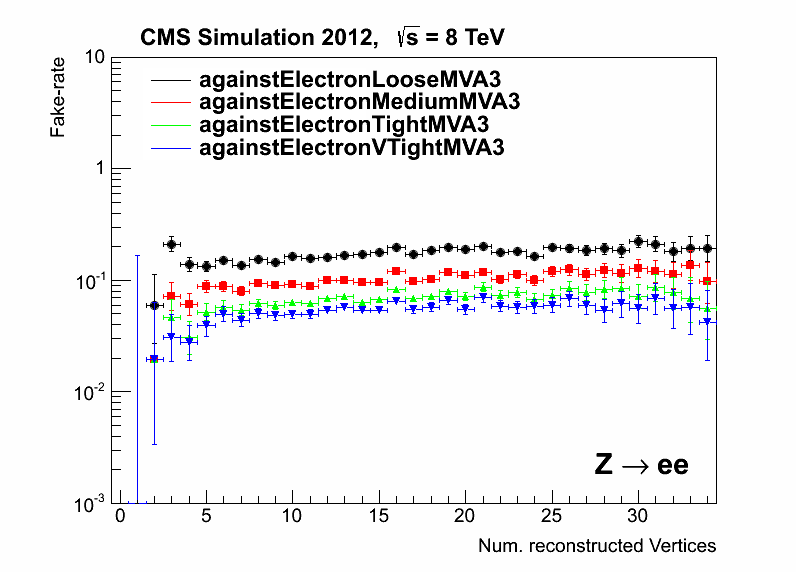 CMS Simulation 2012, √s = 8 TeV
Fake-rate
10
1
10-1
10-2
10-3
againstElectronLooseMVA3
againstElectronMediumMVA3
againstElectronTightMVA3
againstElectronVTightMVA3
Z → ee
0 5 10 15 20 25 30
Num. reconstructed Vertices